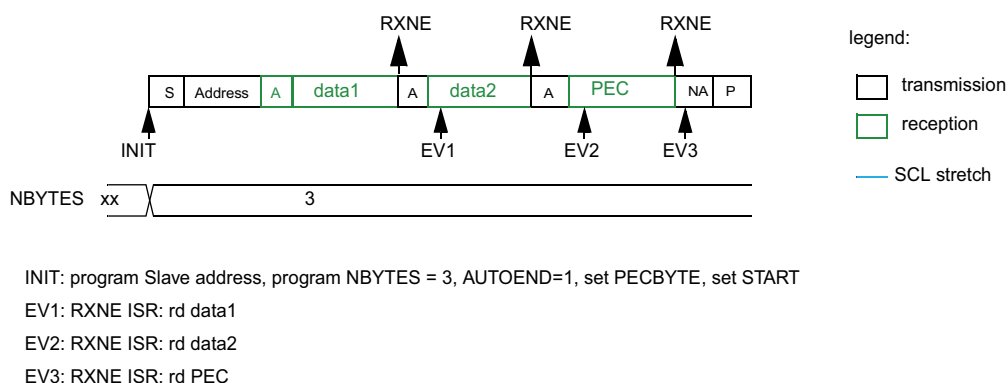 RXNE RXNE RXNE
legend:
S Address A data1 A data2 A PEC NA P
transmission
reception
INIT EV1 EV2 EV3
SCL stretch
NBYTES xx 3
INIT: program Slave address, program NBYTES = 3, AUTOEND=1, set PECBYTE, set START
EV1: RXNE ISR: rd data1
EV2: RXNE ISR: rd data2
EV3: RXNE ISR: rd PEC